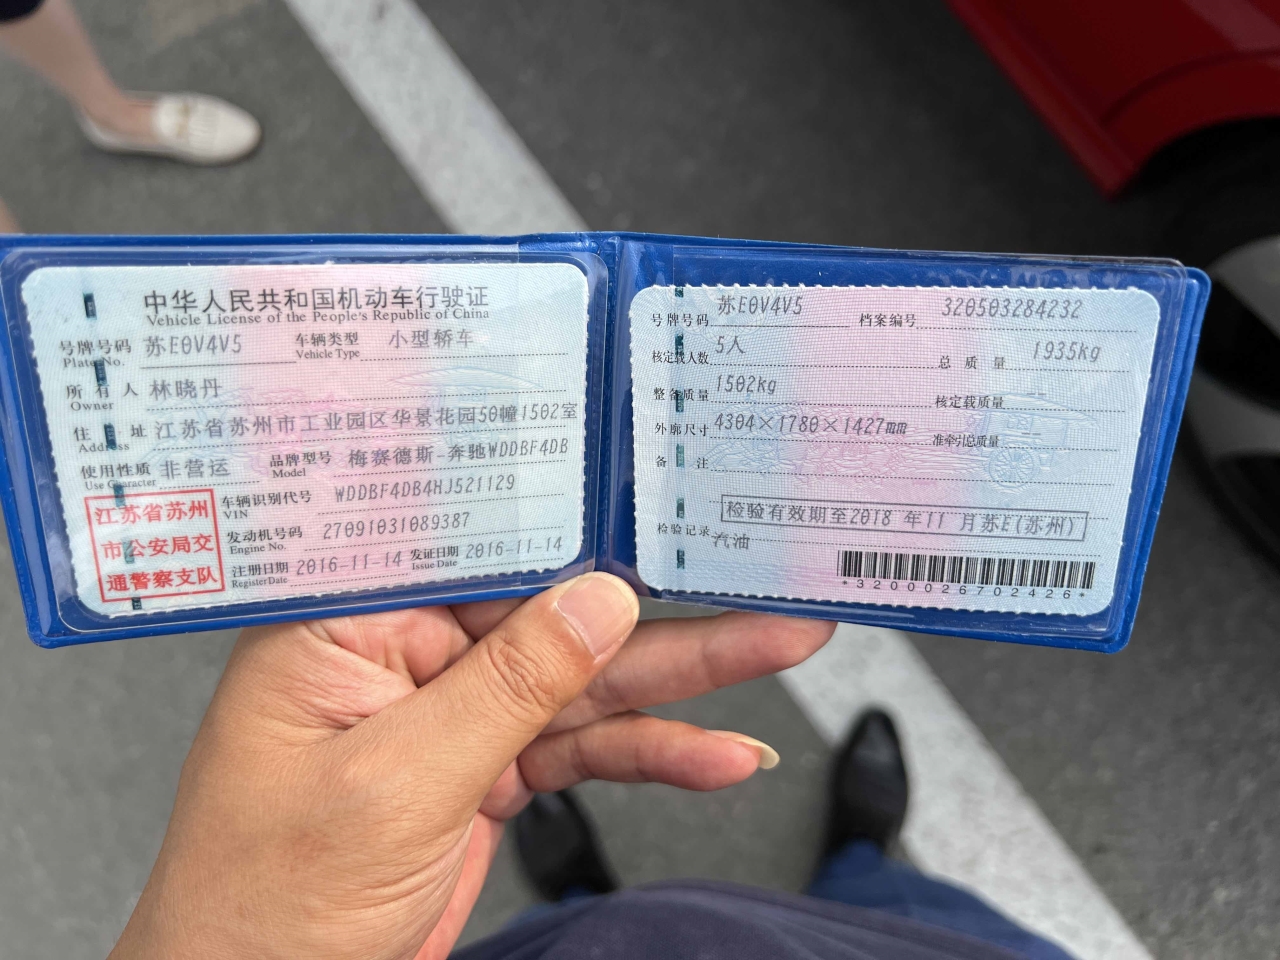 中华人民共和国机动车行驶证
Vehicle License of the People's Republic of China
号牌号码 苏E0V4V5 车辆类型 小型轿车
Plate No. Vehicle Type
所有人 林晓丹
Owner
住址 江苏省苏州市工业园区华景花园50幢1502室
Address
使用性质 非营运 品牌型号 梅赛德斯-奔驰WDDBF4DB
Use Character Model
江苏省苏州
市公安局交
通警察支队
车辆识别代号 WDDBF4DB4HJ521129
VIN
发动机号码 27091031089387
Engine No.
注册日期 2016-11-14 发证日期 2016-11-14
Register Date Issue Date
号牌号码 苏E0V4V5 档案编号 320503284232
核定载人数 5人 总质量 1935kg
整备质量 1502kg 核定载质量
外廓尺寸 4304×1780×1427mm 准牵引总质量
备注
检验有效期至2018 年11 月苏E(苏州)
检验记录 汽油
*3200026702426*